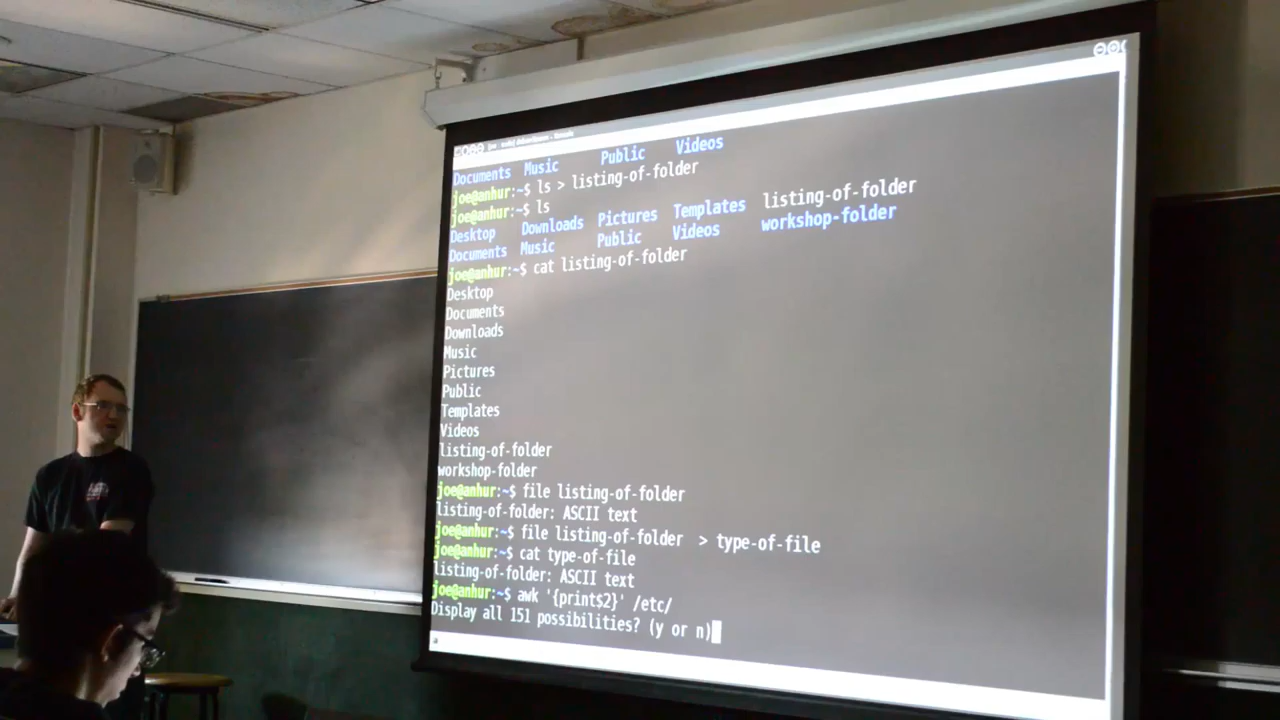 Documents Music Public Videos
joe@anhur:~$ ls > listing-of-folder
joe@anhur:~$ ls
Desktop Downloads Pictures Templates listing-of-folder
Documents Music Public Videos workshop-folder
joe@anhur:~$ cat listing-of-folder
Desktop
Documents
Downloads
Music
Pictures
Public
Templates
Videos
listing-of-folder
workshop-folder
joe@anhur:~$ file listing-of-folder
listing-of-folder: ASCII text
joe@anhur:~$ file listing-of-folder > type-of-file
joe@anhur:~$ cat type-of-file
listing-of-folder: ASCII text
joe@anhur:~$ awk '{print$2}' /etc/
Display all 151 possibilities? (y or n)